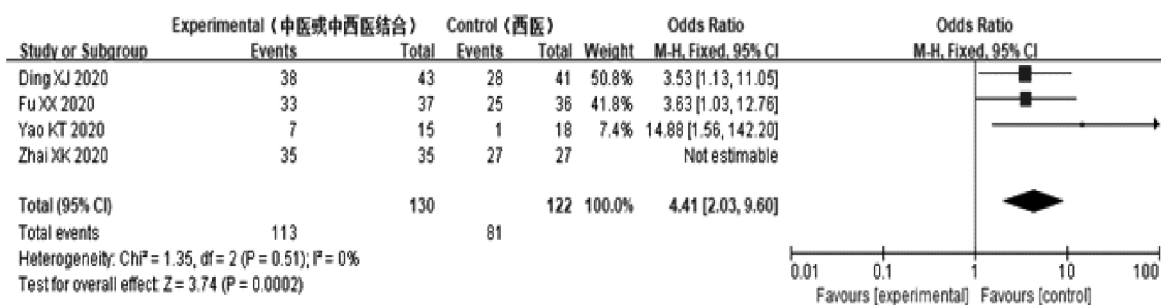 Experimental（中医或中西医结合） Control（西医） Odds Ratio Odds Ratio
Study or Subgroup Events Total Events Total Weight M-H, Fixed, 95% CI M-H, Fixed, 95% CI
Ding XJ 2020 38 43 28 41 50.8% 3.53 [1.13, 11.05]
Fu XX 2020 33 37 25 36 41.8% 3.63 [1.03, 12.76]
Yao KT 2020 7 15 1 18 7.4% 14.88 [1.56, 142.20]
Zhai XK 2020 35 35 27 27 Not estimable
Total (95% CI) 130 122 100.0% 4.41 [2.03, 9.60]
Total events 113 81
Heterogeneity: Chi² = 1.35, df = 2 (P = 0.51); I² = 0%
Test for overall effect: Z = 3.74 (P = 0.0002)
0.01 0.1 1 10 100
Favours [experimental] Favours [control]